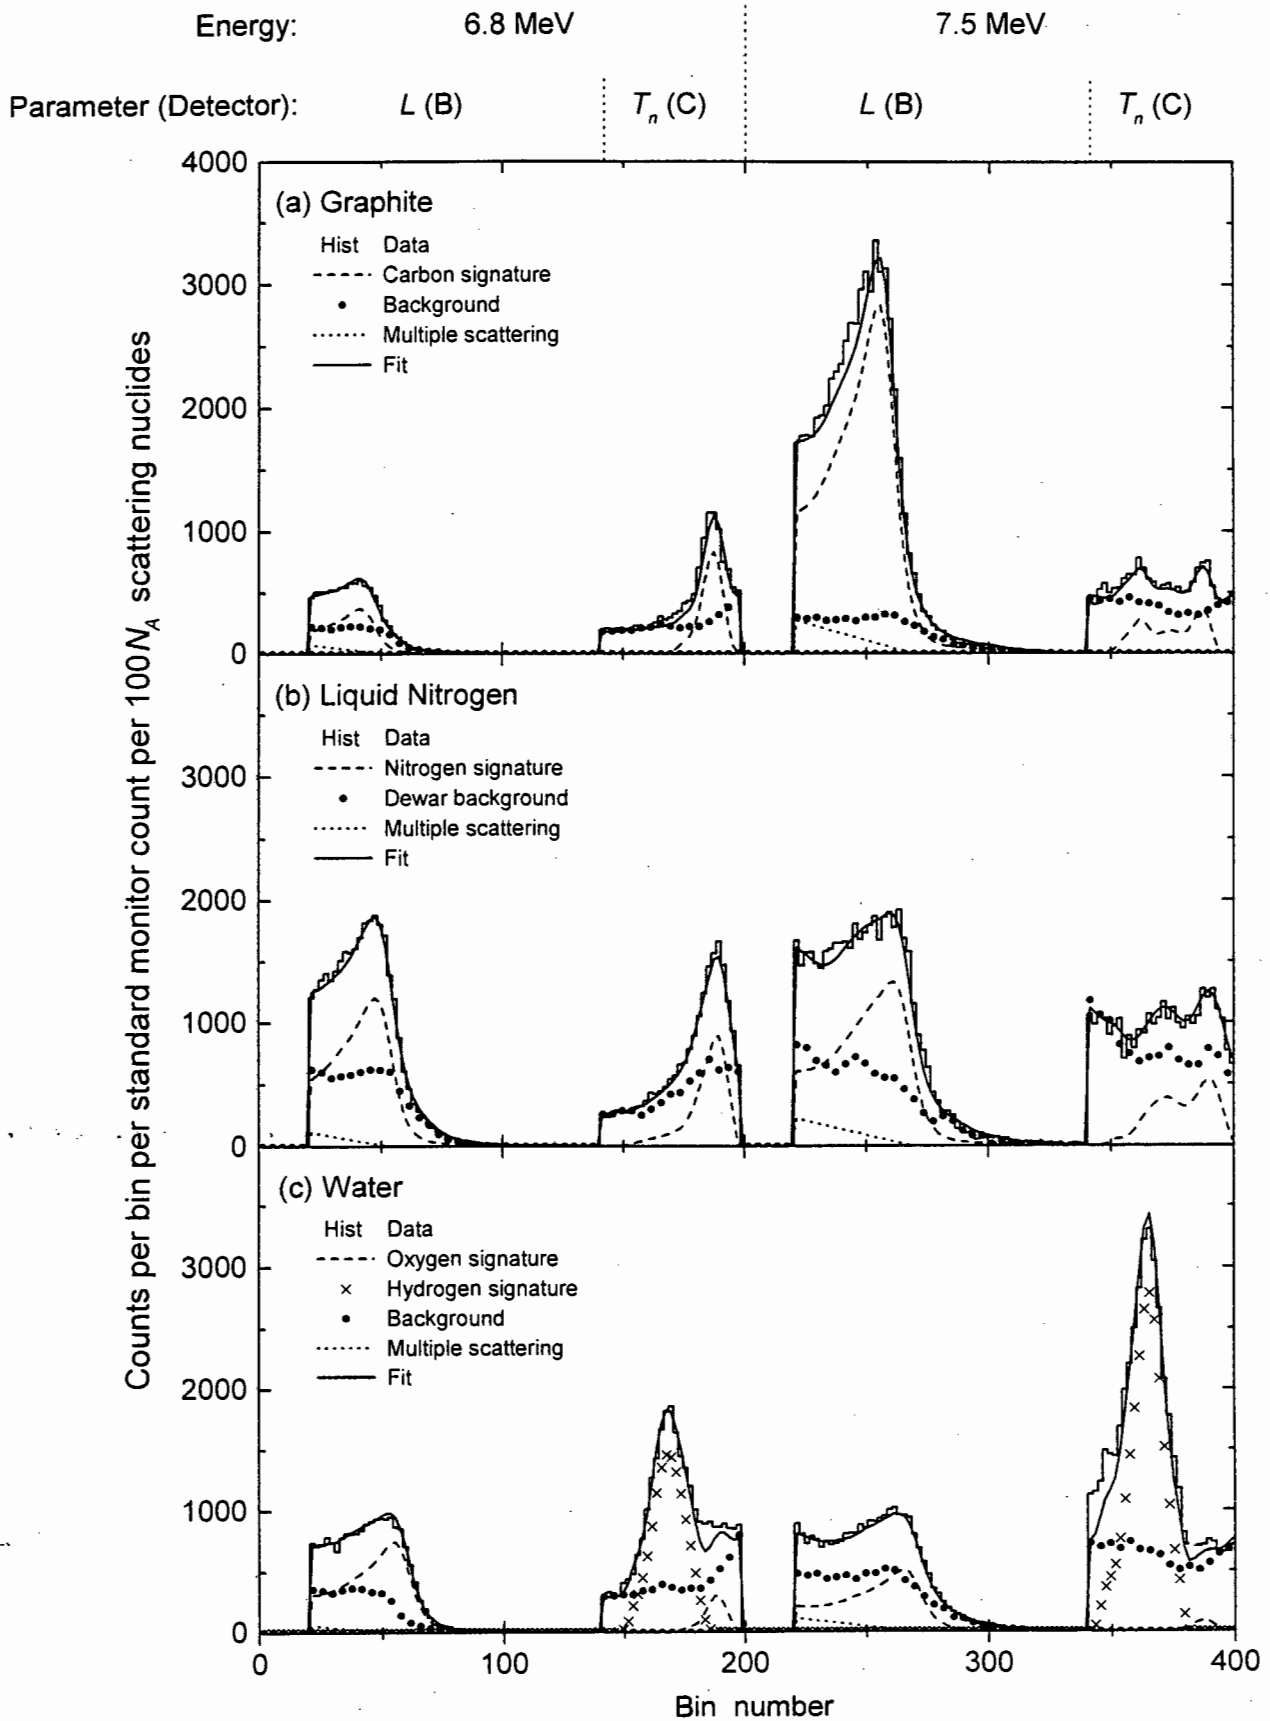 Energy: 6.8 MeV 7.5 MeV
Parameter (Detector): L (B) Tn (C) L (B) Tn (C)
4000
(a) Graphite
Hist Data
Carbon signature
3000
Background
Multiple scattering
Fit
2000
1000
0
(b) Liquid Nitrogen
Hist Data
3000
Nitrogen signature
Dewar background
Multiple scattering
Fit
2000
1000
0
(c) Water
Hist Data
Oxygen signature
3000
Hydrogen signature
Background
Multiple scattering
Fit
2000
1000
0
0 100 200 300 400
Bin number
Counts per bin per standard monitor count per 100NA scattering nuclides